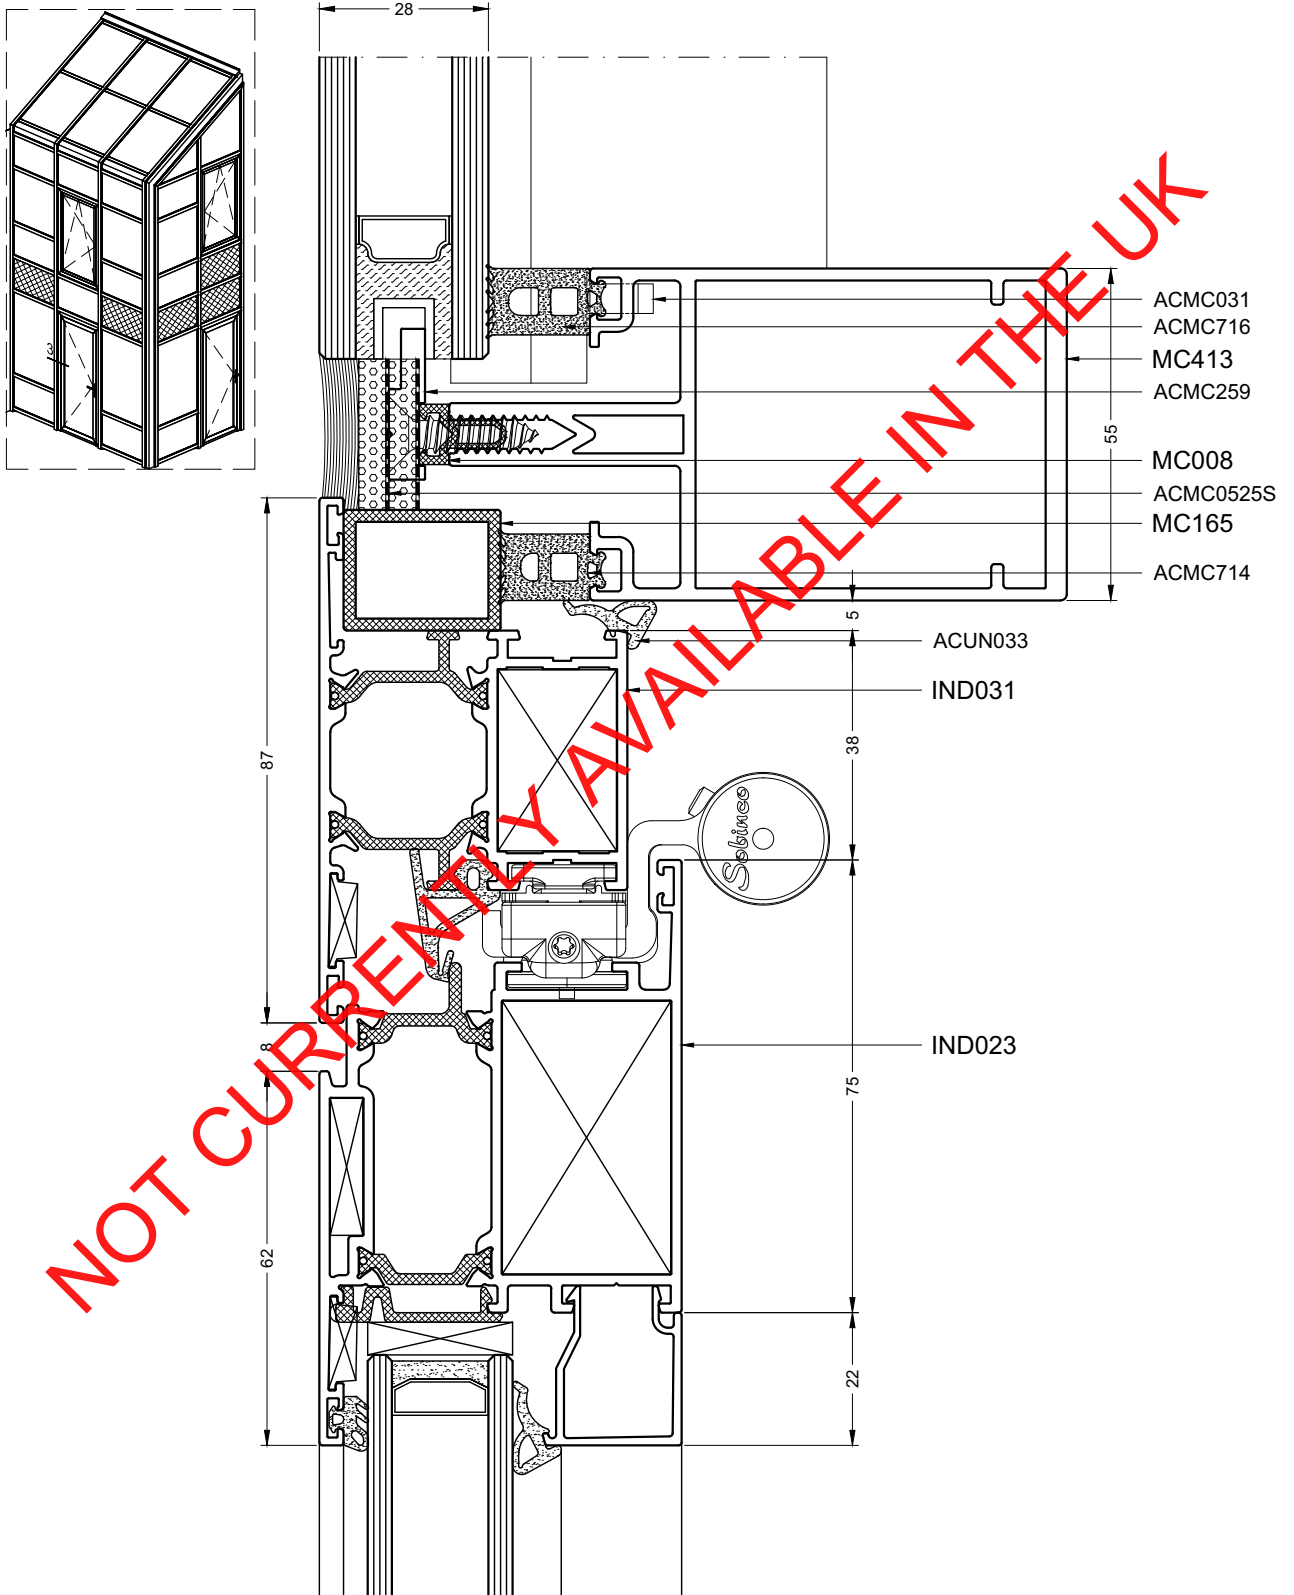 28
ACMC031
ACMC716
MC413
ACMC259
55
MC008
ACMC0525S
MC165
ACMC714
5
ACUN033
IND031
38
87
Sobinco
8
IND023
75
62
22
3
NOT CURRENTLY AVAILABLE IN THE UK